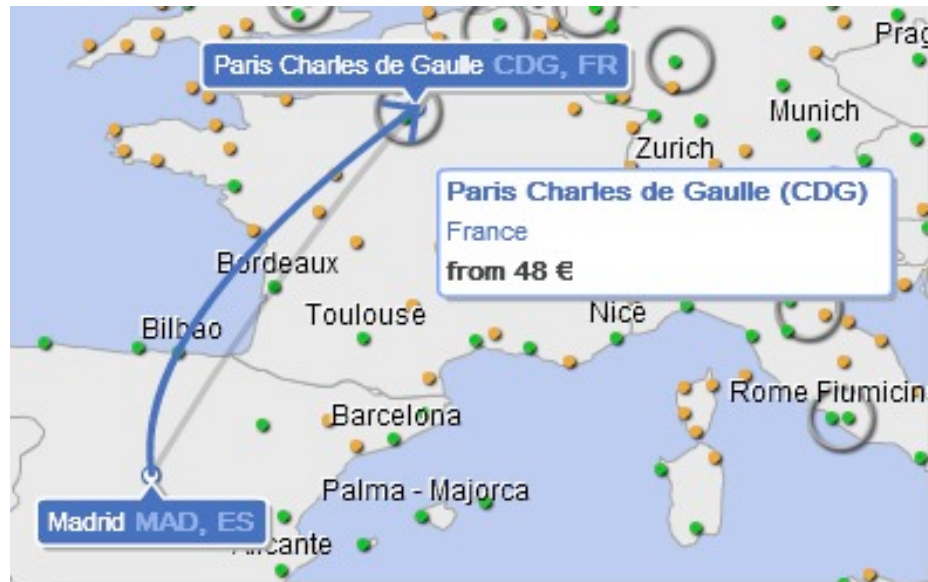 Prag
Paris Charles de Gaulle CDG, FR
Munich
Zurich
Paris Charles de Gaulle (CDG)
France
from 48 €
Bordeaux
Toulouse
Nice
Bilbao
Rome Fiumicin
Barcelona
Palma - Majorca
Madrid MAD, ES